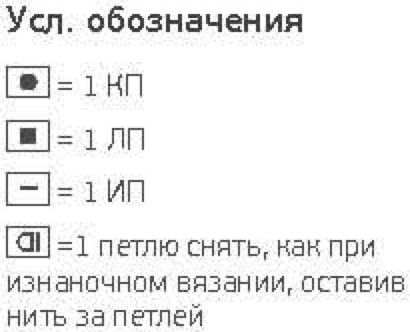 Усл. обозначения
● = 1 КП
■ = 1 ЛП
– = 1 ИП
=1 петлю снять, как при
изнаночном вязании, оставив
нить за петлей